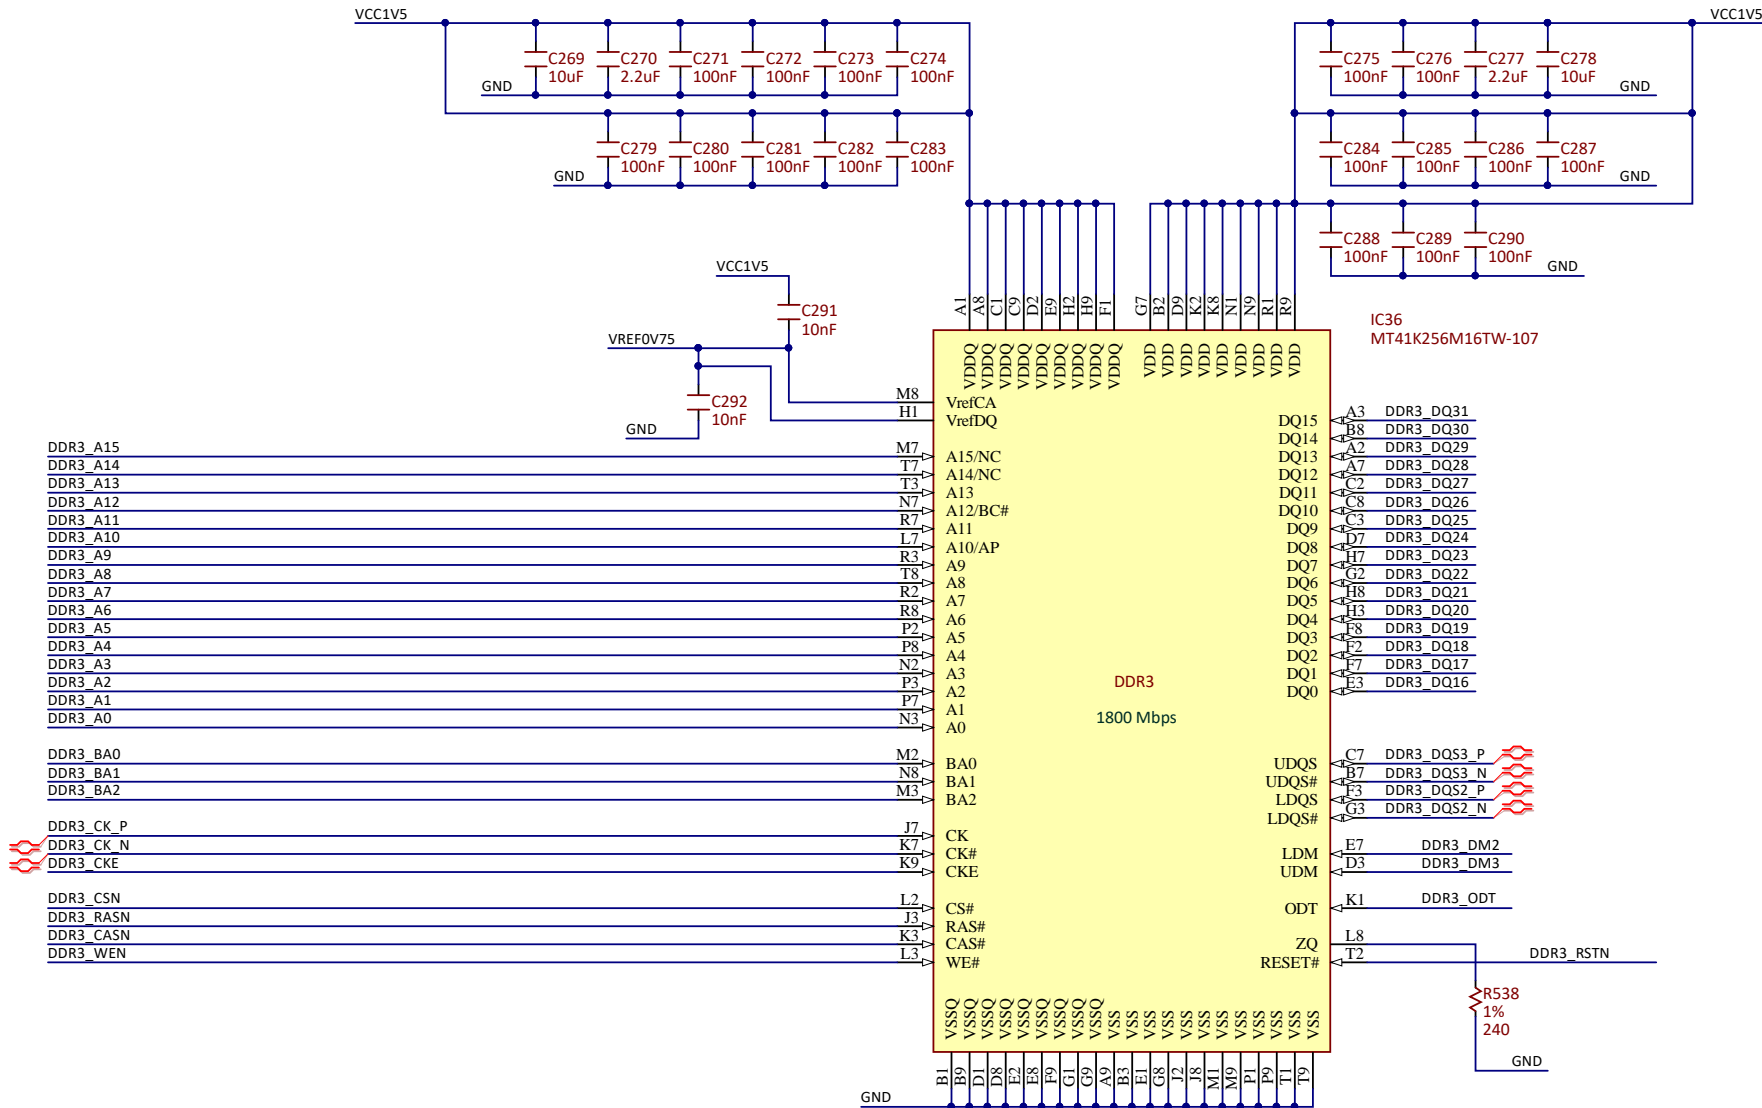 VCC1V5
VCC1V5
C269
10uF
C270
2.2uF
C271
100nF
C272
100nF
C273
100nF
C274
100nF
GND
C275
100nF
C276
100nF
C277
2.2uF
C278
10uF
GND
C279
100nF
C280
100nF
C281
100nF
C282
100nF
C283
100nF
GND
C284
100nF
C285
100nF
C286
100nF
C287
100nF
GND
C288
100nF
C289
100nF
C290
100nF
GND
VCC1V5
C291
10nF
VREF0V75
C292
10nF
GND
A1 A8 C1 C9 D2 E9 H2 H9 F1 G7 B2 D9 K2 K8 N1 N9 R1 R9
VDDQ VDDQ VDDQ VDDQ VDDQ VDDQ VDDQ VDDQ VDDQ VDD VDD VDD VDD VDD VDD VDD VDD VDD
IC36
MT41K256M16TW-107
M8 VrefCA
H1 VrefDQ
DDR3_A15 M7 A15/NC
DDR3_A14 T7 A14/NC
DDR3_A13 T3 A13
DDR3_A12 N7 A12/BC#
DDR3_A11 R7 A11
DDR3_A10 L7 A10/AP
DDR3_A9 R3 A9
DDR3_A8 T8 A8
DDR3_A7 R2 A7
DDR3_A6 R8 A6
DDR3_A5 P2 A5
DDR3_A4 P8 A4
DDR3_A3 N2 A3
DDR3_A2 P3 A2
DDR3_A1 P7 A1
DDR3_A0 N3 A0
DDR3_BA0 M2 BA0
DDR3_BA1 N8 BA1
DDR3_BA2 M3 BA2
DDR3_CK_P J7 CK
DDR3_CK_N K7 CK#
DDR3_CKE K9 CKE
DDR3_CSN L2 CS#
DDR3_RASN J3 RAS#
DDR3_CASN K3 CAS#
DDR3_WEN L3 WE#
DDR3
1800 Mbps
DQ15 A3 DDR3_DQ31
DQ14 B8 DDR3_DQ30
DQ13 A2 DDR3_DQ29
DQ12 A7 DDR3_DQ28
DQ11 C2 DDR3_DQ27
DQ10 C8 DDR3_DQ26
DQ9 C3 DDR3_DQ25
DQ8 D7 DDR3_DQ24
DQ7 H7 DDR3_DQ23
DQ6 G2 DDR3_DQ22
DQ5 H8 DDR3_DQ21
DQ4 H3 DDR3_DQ20
DQ3 F8 DDR3_DQ19
DQ2 F2 DDR3_DQ18
DQ1 F7 DDR3_DQ17
DQ0 E3 DDR3_DQ16
UDQS C7 DDR3_DQS3_P
UDQS# B7 DDR3_DQS3_N
LDQS F3 DDR3_DQS2_P
LDQS# G3 DDR3_DQS2_N
LDM E7 DDR3_DM2
UDM D3 DDR3_DM3
ODT K1 DDR3_ODT
ZQ L8
RESET# T2 DDR3_RSTN
R538
1%
240
GND
VSSQ VSSQ VSSQ VSSQ VSSQ VSSQ VSSQ VSSQ VSSQ VSS VSS VSS VSS VSS VSS VSS VSS VSS VSS VSS VSS
B1 B9 D1 D8 E2 E8 F9 G1 G9 A9 B3 E1 G8 J2 J8 M1 M9 P1 P9 T1 T9
GND